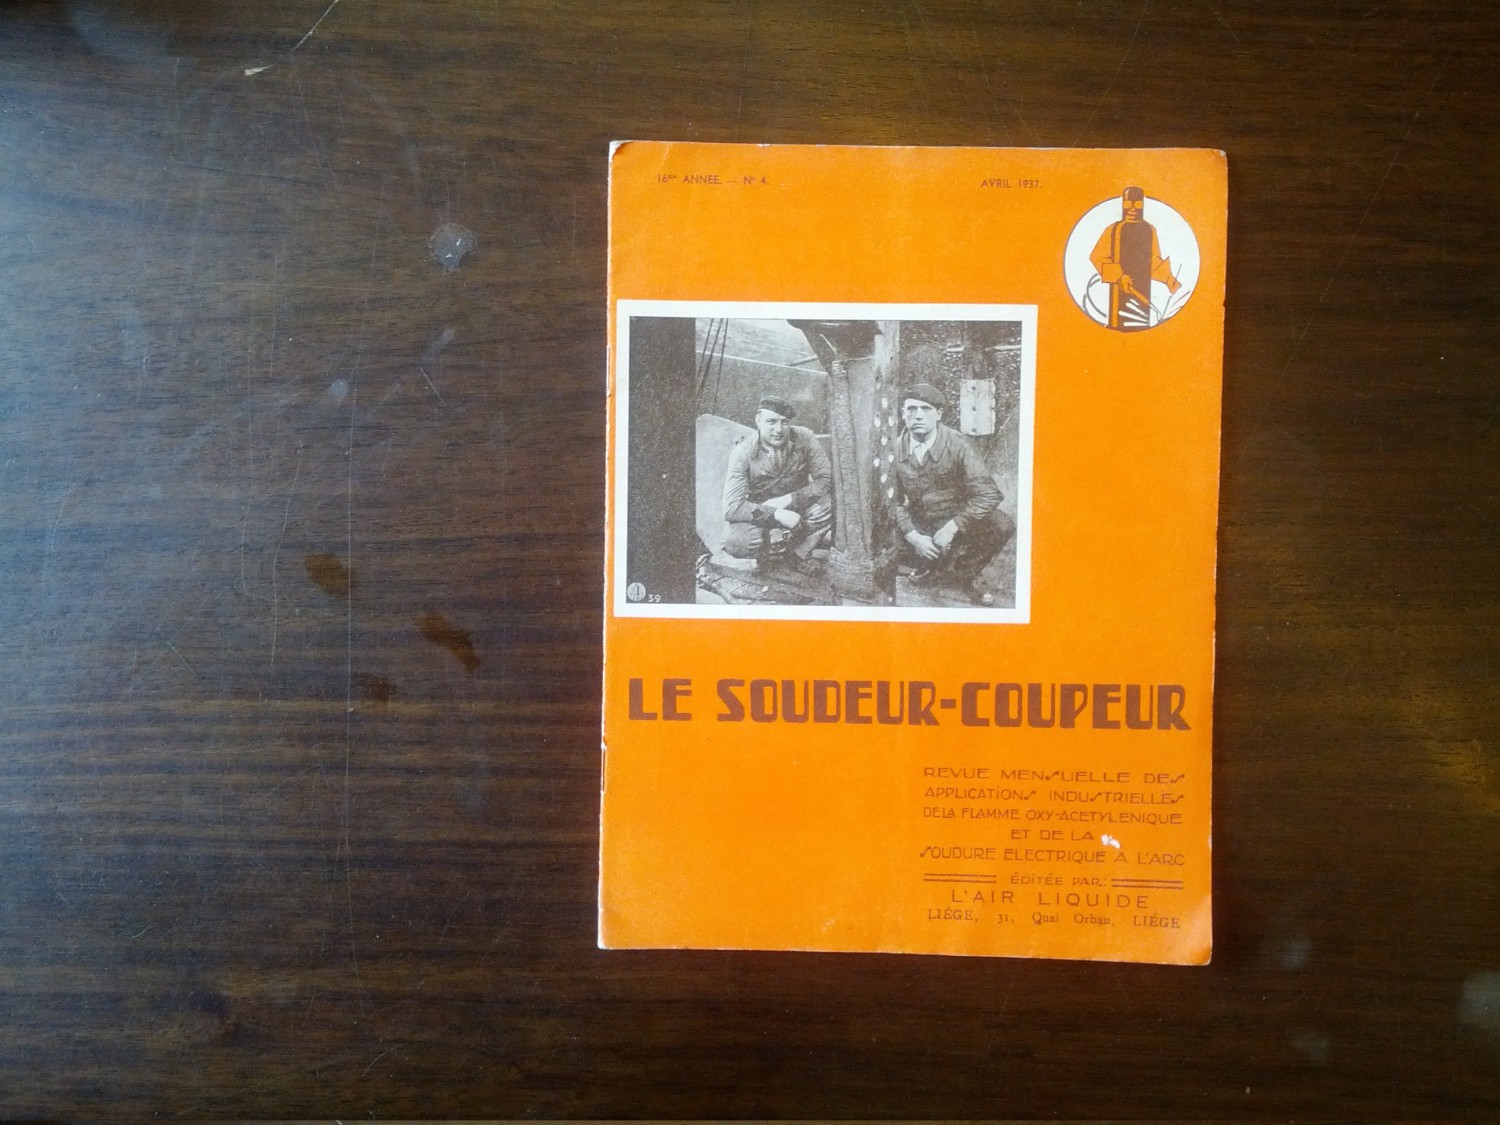 16me ANNÉE. — N° 4.
AVRIL 1937.
39
LE SOUDEUR-COUPEUR
REVUE MENSUELLE DES
APPLICATIONS INDUSTRIELLES
DE LA FLAMME OXY-ACETYLENIQUE
ET DE LA
SOUDURE ELECTRIQUE A L'ARC
ÉDITÉE PAR:
L'AIR LIQUIDE
LIÉGE, 31, Quai Orban, LIÉGE